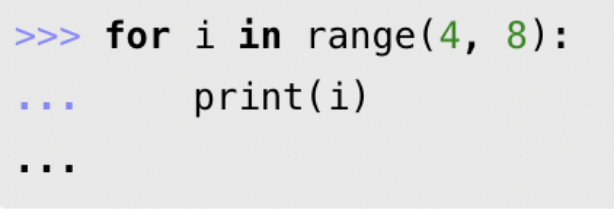 >>> for i in range(4, 8):
...     print(i)
...